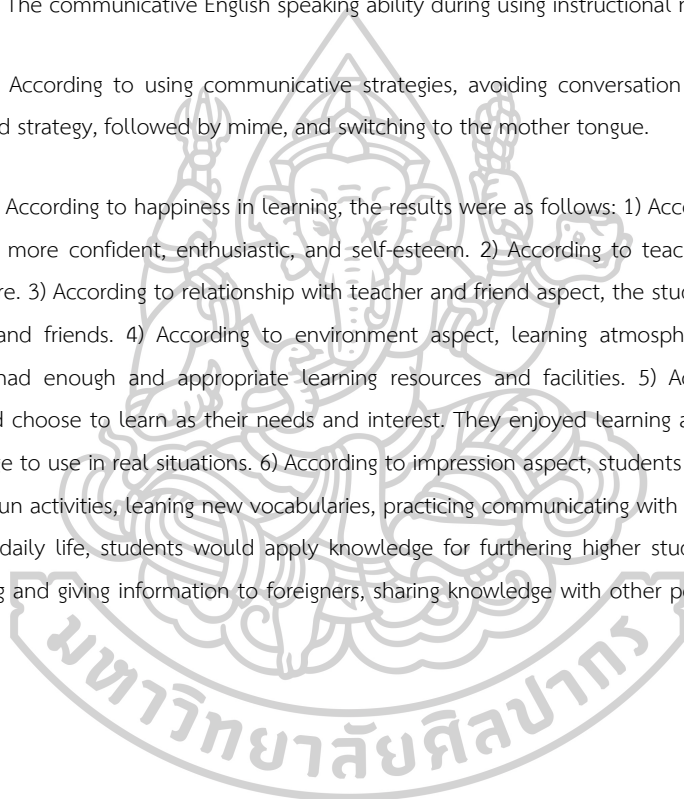 The communicative English speaking ability during using instructional
According to using communicative strategies, avoiding conversation
d strategy, followed by mime, and switching to the mother tongue.
According to happiness in learning, the results were as follows: 1) Acc
more confident, enthusiastic, and self-esteem. 2) According to teac
re. 3) According to relationship with teacher and friend aspect, the stu
and friends. 4) According to environment aspect, learning atmosph
had enough and appropriate learning resources and facilities. 5) A
d choose to learn as their needs and interest. They enjoyed learning a
e to use in real situations. 6) According to impression aspect, students
un activities, leaning new vocabularies, practicing communicating with
daily life, students would apply knowledge for furthering higher stu
g and giving information to foreigners, sharing knowledge with other p
มหาวิทยาลัยศิลปากร